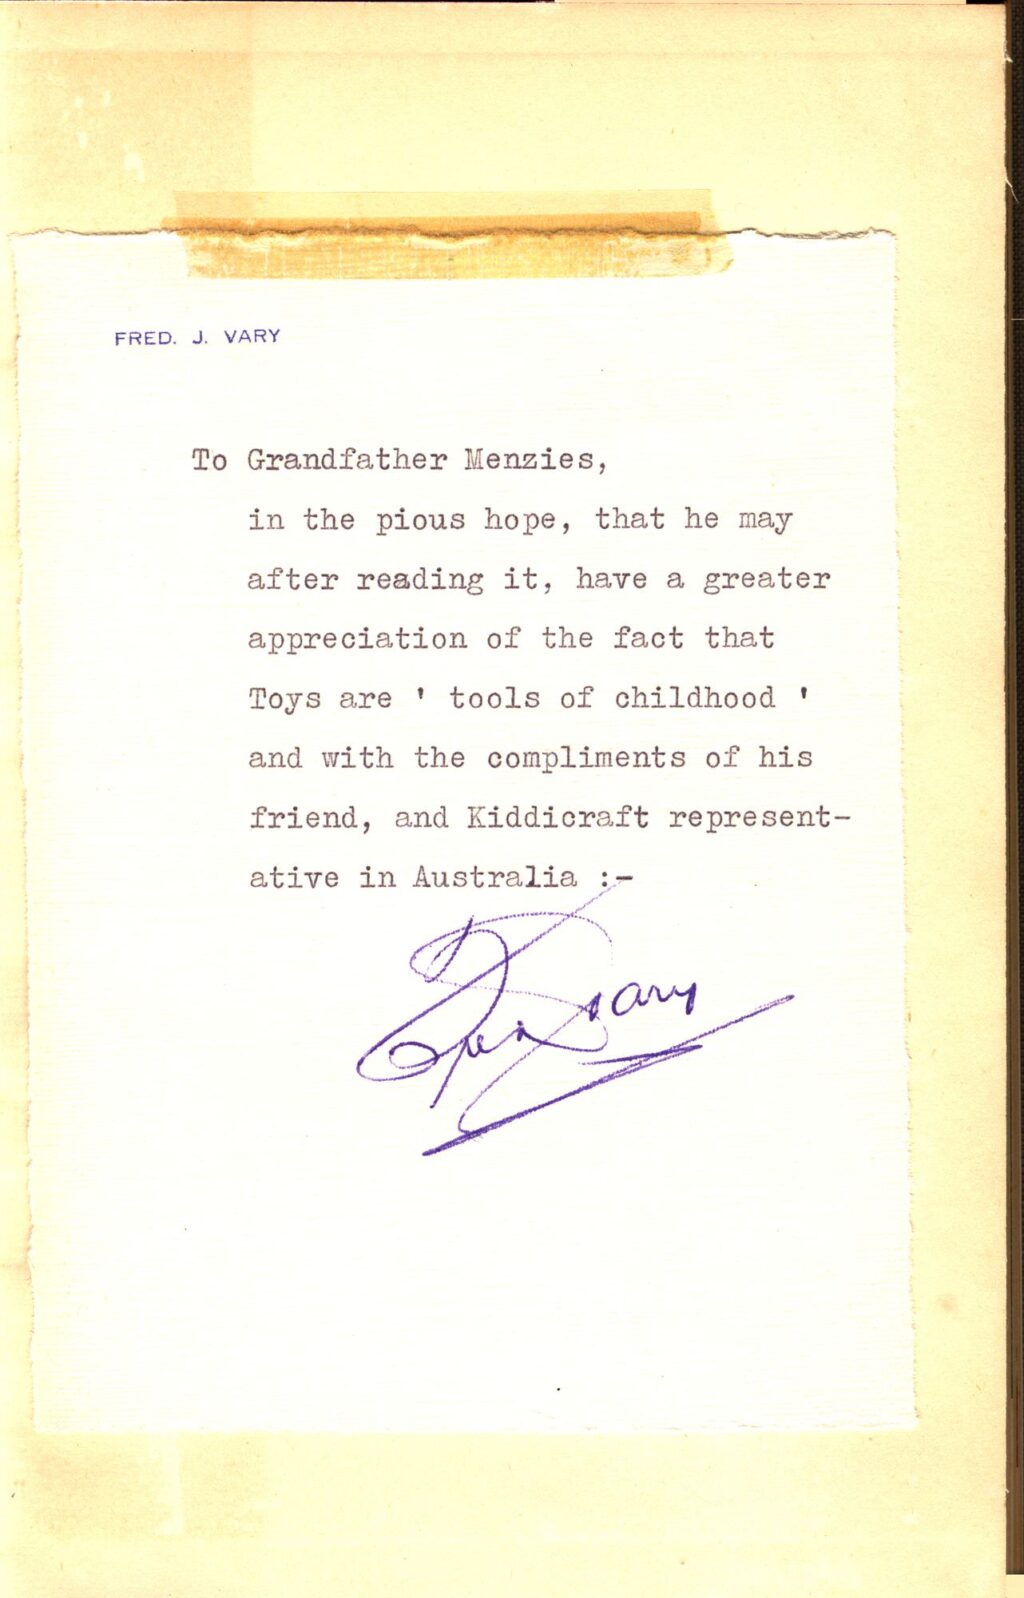 FRED. J. VARY
To Grandfather Menzies,
in the pious hope, that he may
after reading it, have a greater
appreciation of the fact that
Toys are ' tools of childhood '
and with the compliments of his
friend, and Kiddicraft represent-
ative in Australia :-
Fred J Vary